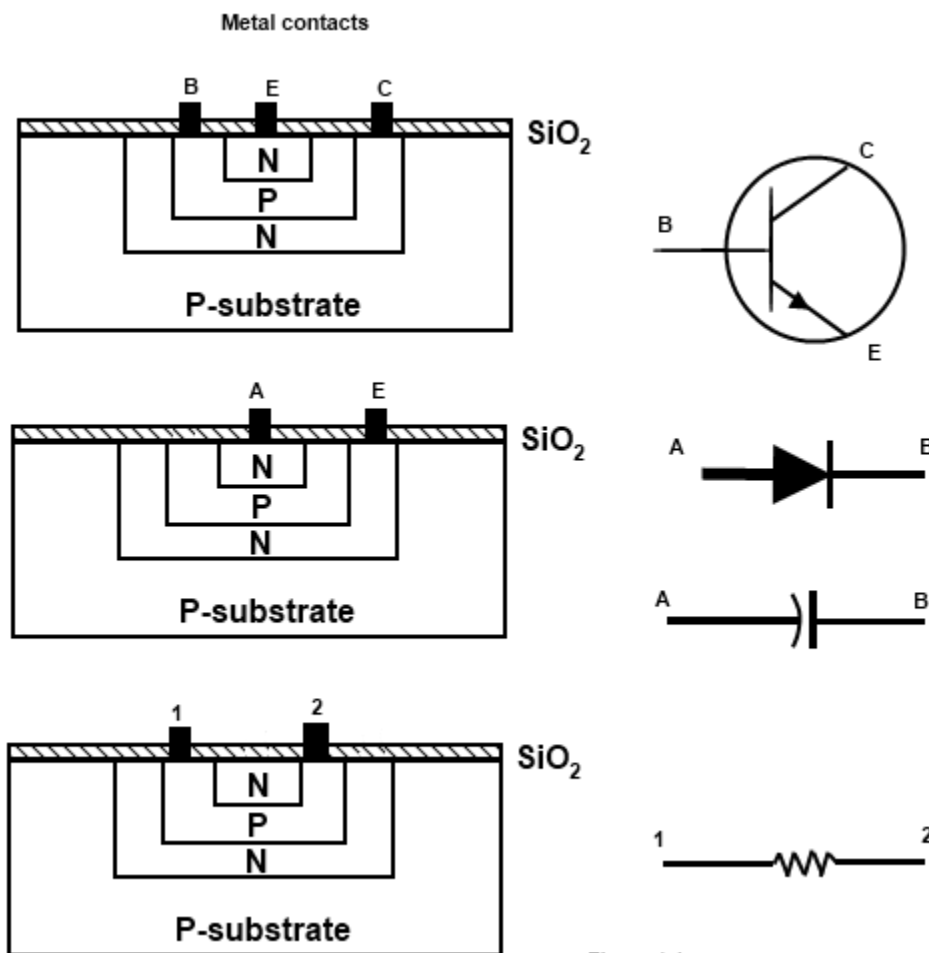 Metal contacts
B E C
SiO₂
N
P
N
P-substrate
C
B
E
A E
SiO₂
N
P
N
P-substrate
A
A B
1 2
SiO₂
N
P
N
P-substrate
1 2